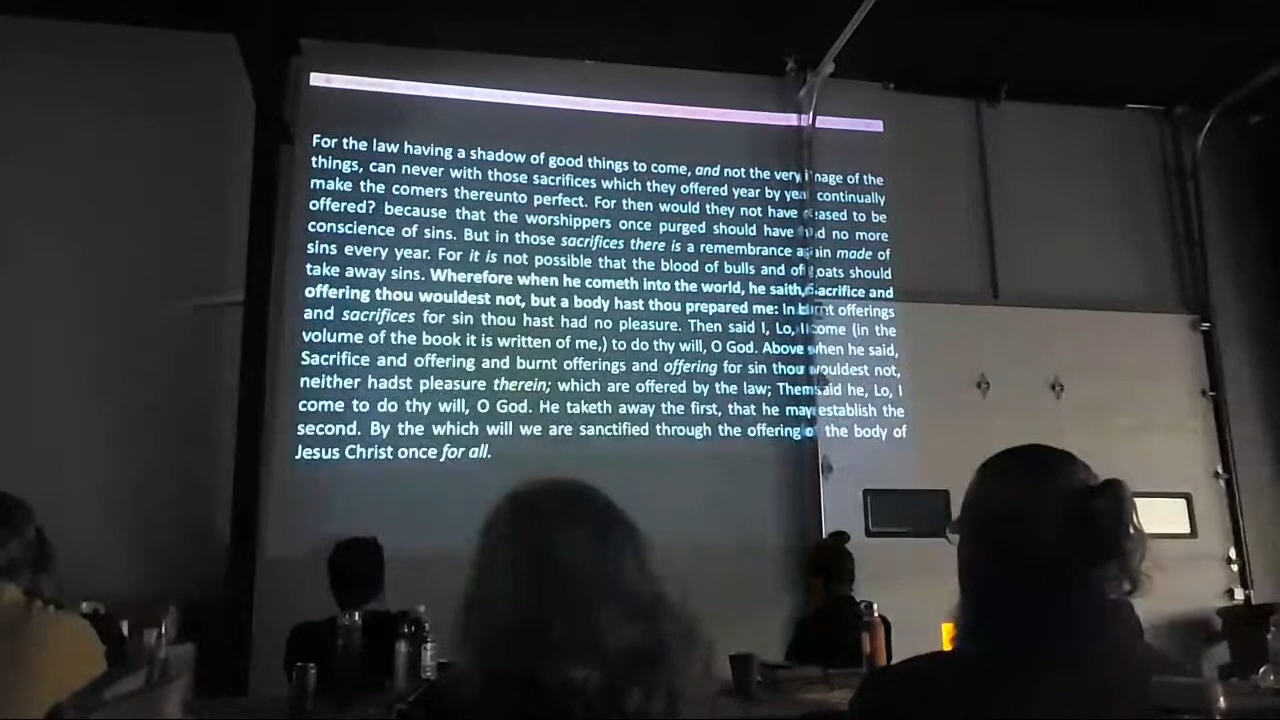 For the law having a shadow of good things to come, and not the very image of the
things, can never with those sacrifices which they offered year by year continually
make the comers thereunto perfect. For then would they not have ceased to be
offered? because that the worshippers once purged should have had no more
conscience of sins. But in those sacrifices there is a remembrance again made of
sins every year. For it is not possible that the blood of bulls and of goats should
take away sins. Wherefore when he cometh into the world, he saith, Sacrifice and
offering thou wouldest not, but a body hast thou prepared me: In burnt offerings
and sacrifices for sin thou hast had no pleasure. Then said I, Lo, I come (in the
volume of the book it is written of me,) to do thy will, O God. Above when he said,
Sacrifice and offering and burnt offerings and offering for sin thou wouldest not,
neither hadst pleasure therein; which are offered by the law; Then said he, Lo, I
come to do thy will, O God. He taketh away the first, that he may establish the
second. By the which will we are sanctified through the offering of the body of
Jesus Christ once for all.